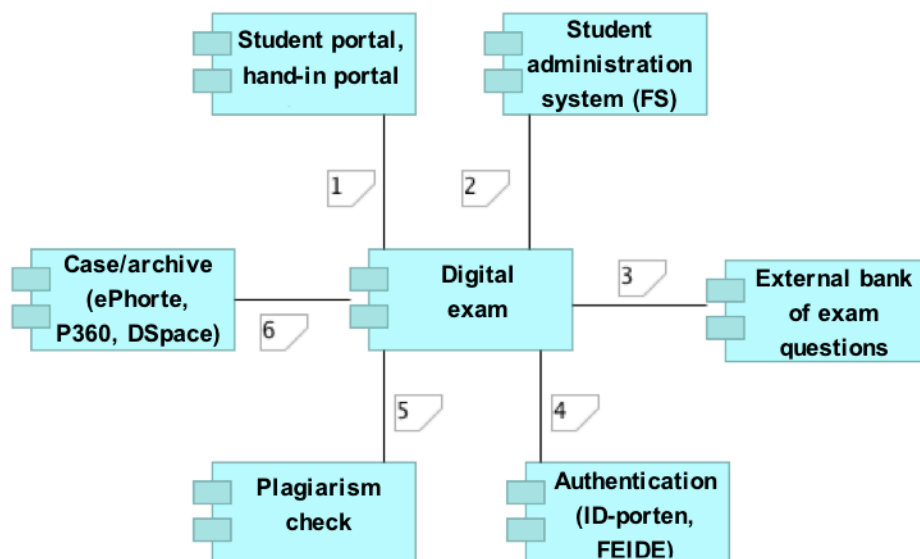 Student portal,
hand-in portal
Student
administration
system (FS)
1
2
Case/archive
(ePhorte,
P360, DSpace)
Digital
exam
3
External bank
of exam
questions
6
5
4
Plagiarism
check
Authentication
(ID-porten,
FEIDE)